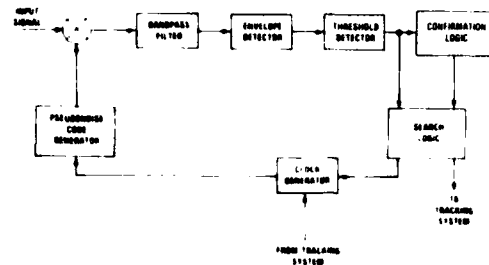 INPUT
SIGNAL
BANDPASS
FILTER
ENVELOPE
DETECTOR
THRESHOLD
DETECTOR
CONFIRMATION
LOGIC
PSEUDONOISE
CODE
GENERATOR
SEARCH
LOGIC
CLOCK
GENERATOR
TO
TRACKING
SYSTEM
FROM TRACKING
SYSTEM